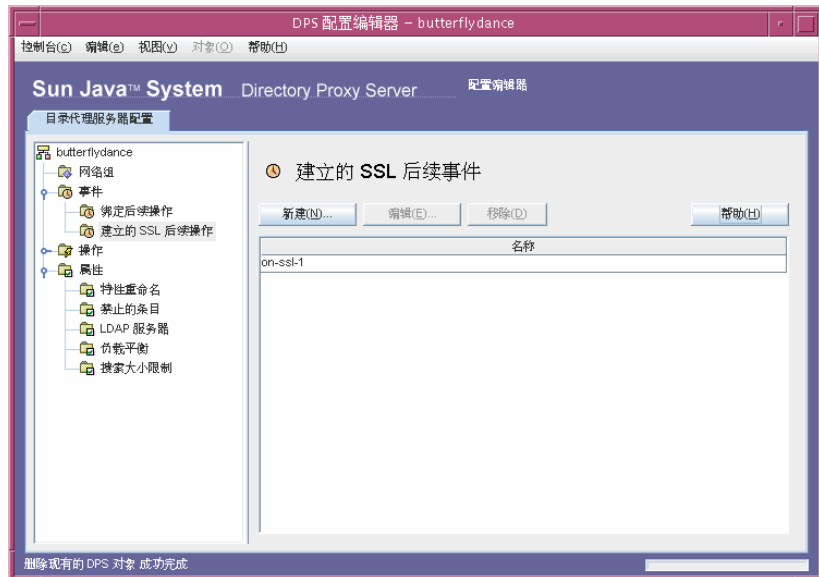 DPS 配置编辑器 – butterflydance
控制台(C) 编辑(e) 视图(V) 对象(O) 帮助(H)
Sun Java™ System Directory Proxy Server 配置编辑器
目录代理服务器配置
butterflydance
网络组
事件
绑定后续操作
建立的 SSL 后续操作
操作
属性
特性重命名
禁止的条目
LDAP 服务器
负载平衡
搜索大小限制
建立的 SSL 后续事件
新建(N)... 编辑(E)... 移除(D) 帮助(H)
名称
on-ssl-1
删除现有的 DPS 对象 成功完成